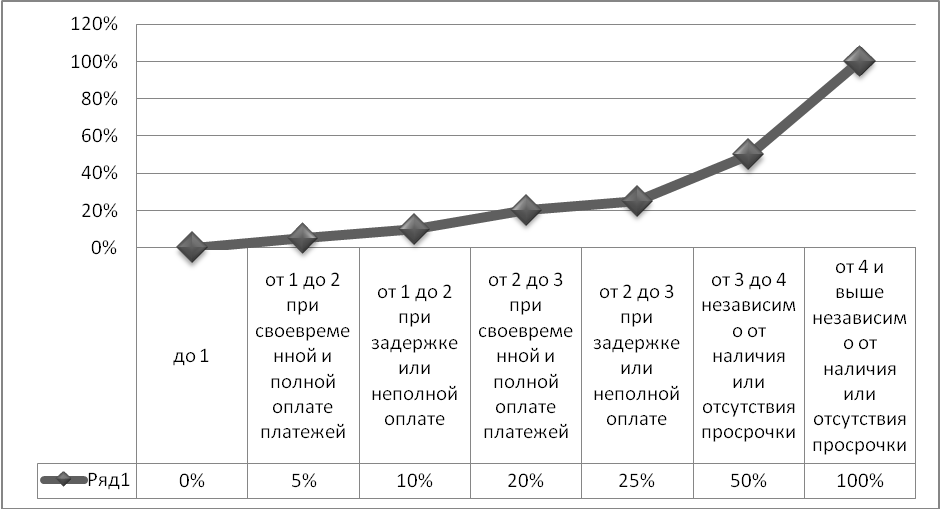 120%
100%
80%
60%
40%
20%
0%
до 1
от 1 до 2
при
своевреме
нной и
полной
оплате
платежей
от 1 до 2
при
задержке
или
неполной
оплате
от 2 до 3
при
своевреме
нной и
полной
оплате
платежей
от 2 до 3
при
задержке
или
неполной
оплате
от 3 до 4
независим
о от
наличия
или
отсутствия
просрочки
от 4 и
выше
независим
о от
наличия
или
отсутствия
просрочки
Ряд1 0% 5% 10% 20% 25% 50% 100%